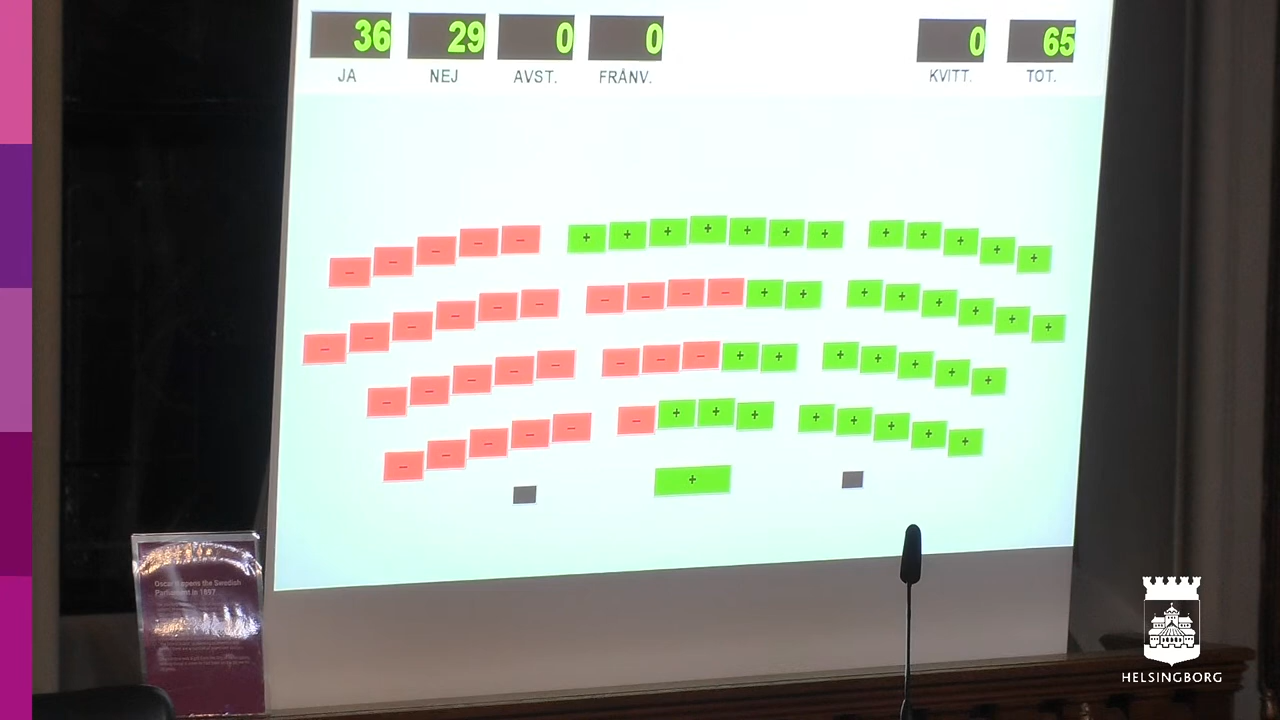 36 29 0 0 0 65
JA NEJ AVST. FRÅNV. KVITT. TOT.
Oscar II opens the Swedish
Parliament in 1897
HELSINGBORG